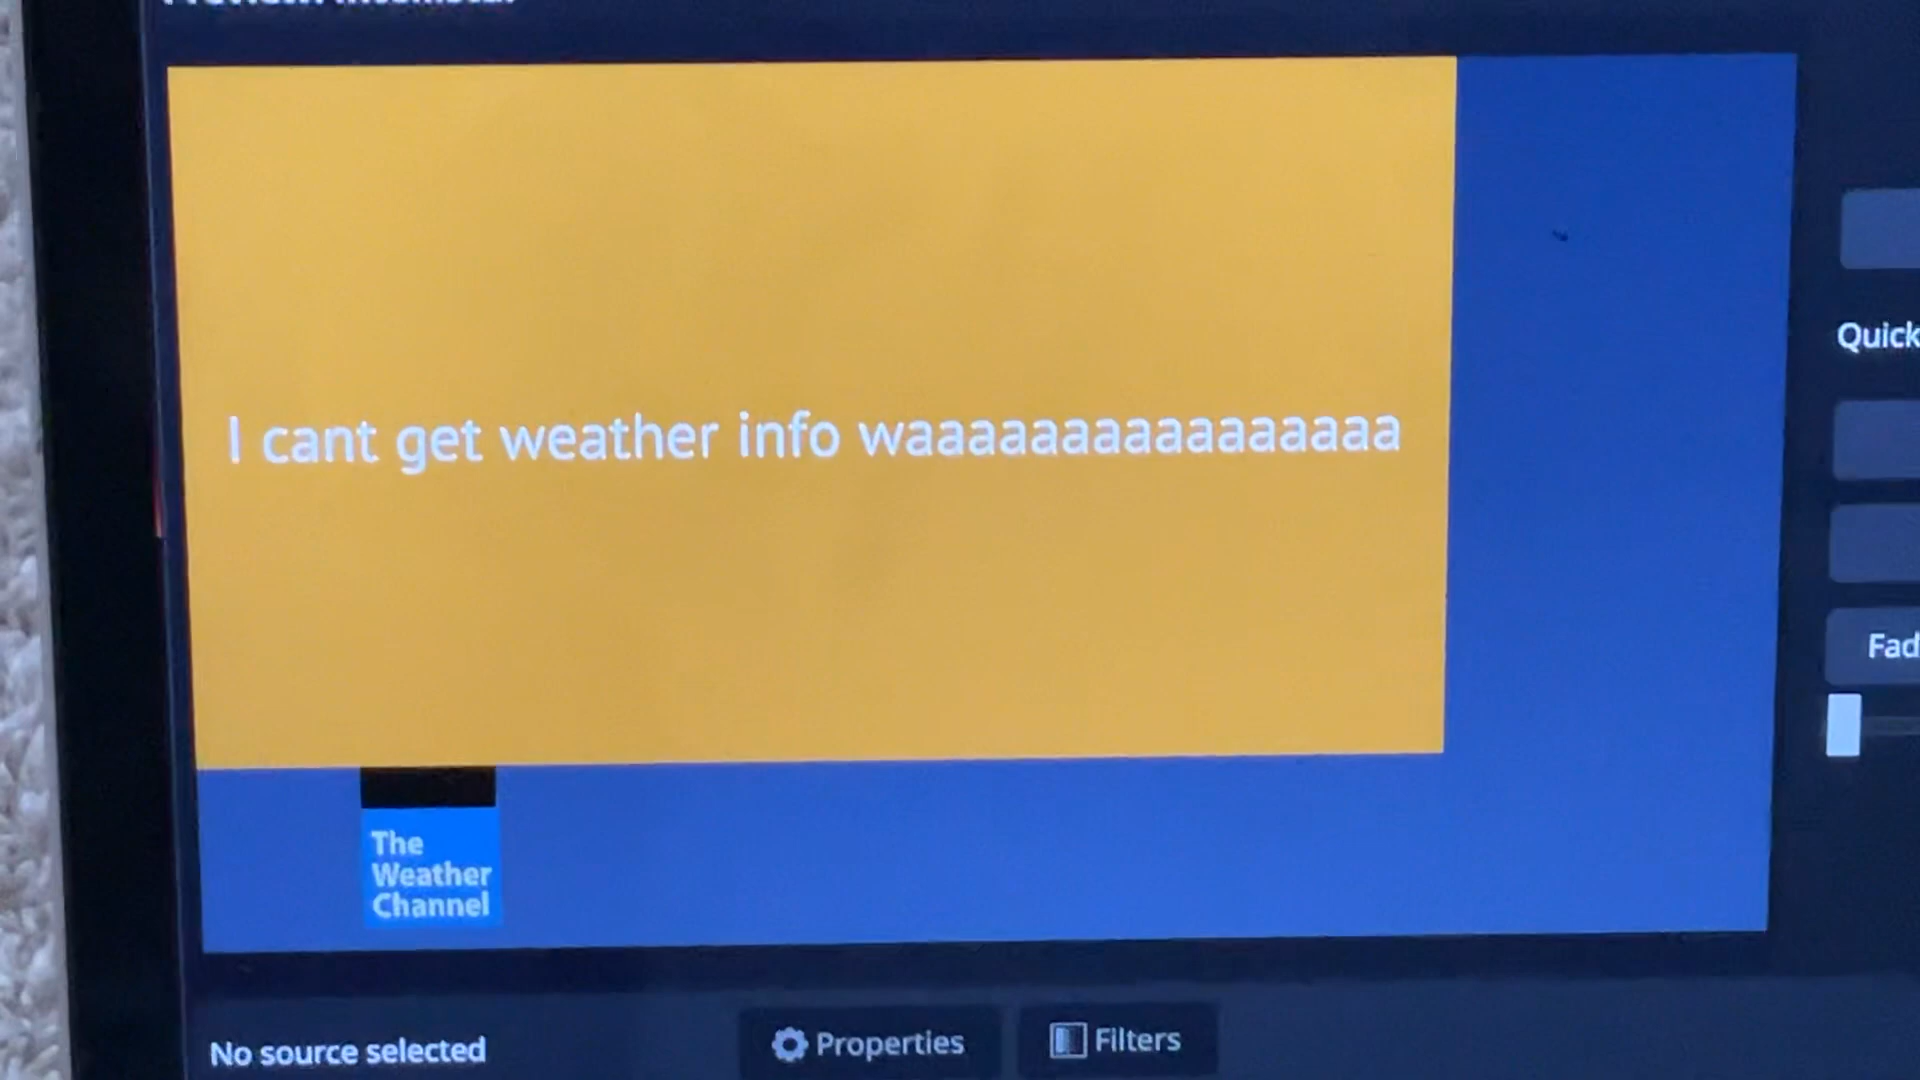 I cant get weather info waaaaaaaaaaaaaaaa
Quick
Fad
The
Weather
Channel
No source selected
Properties
Filters